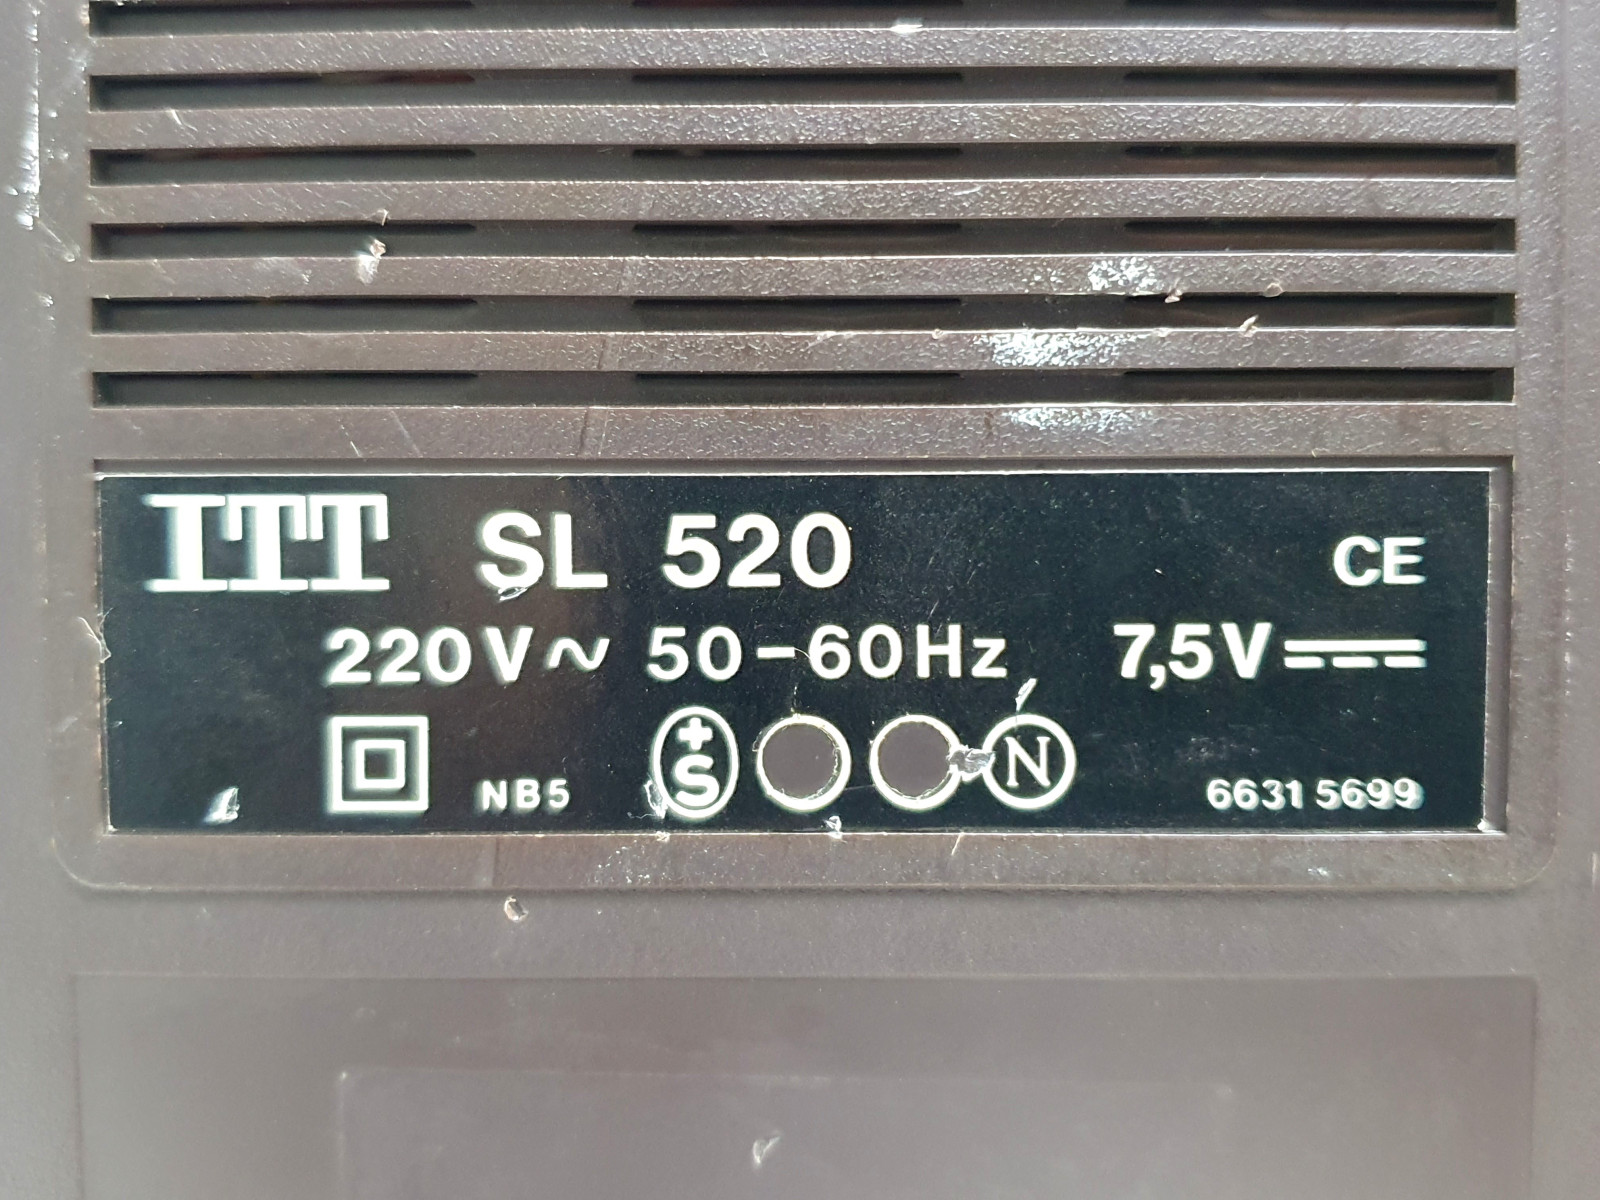 ITT SL 520 CE
220V~ 50-60Hz 7,5V⎓
NB5 +S N 6631 5699